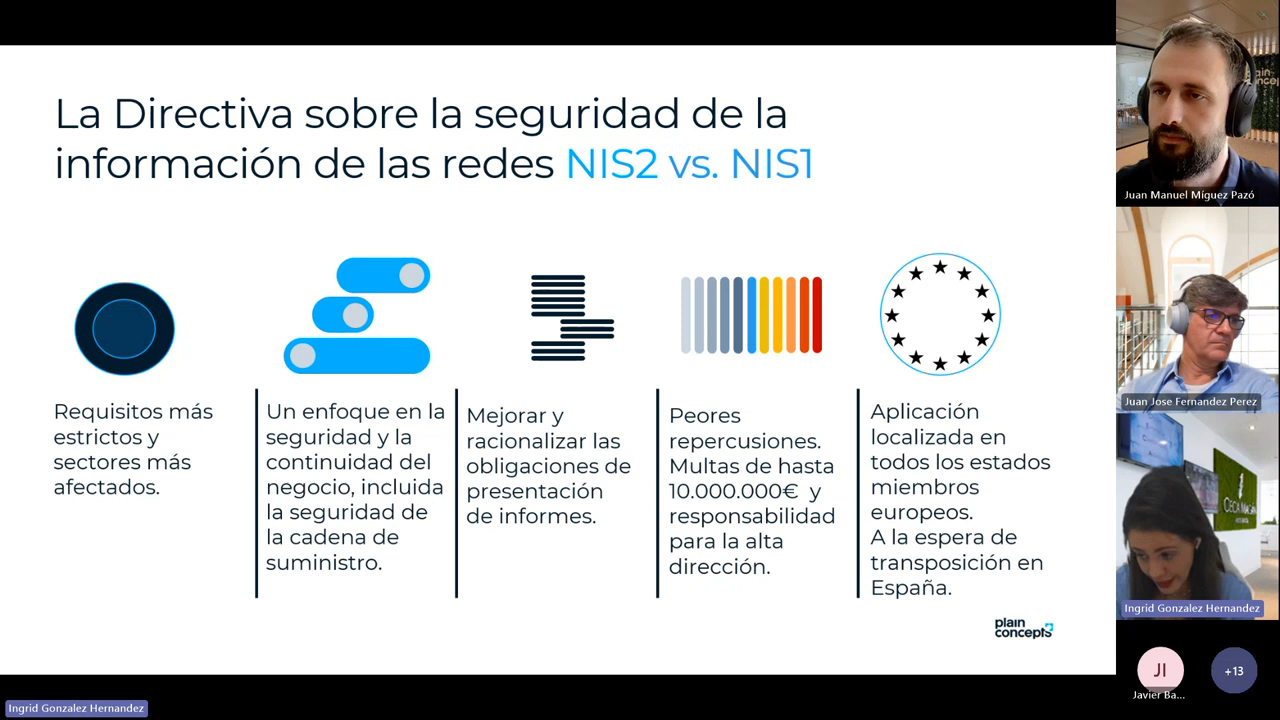 La Directiva sobre la seguridad de la
información de las redes NIS2 vs. NIS1
Requisitos más
estrictos y
sectores más
afectados.
Un enfoque en la
seguridad y la
continuidad del
negocio, incluida
la seguridad de
la cadena de
suministro.
Mejorar y
racionalizar las
obligaciones de
presentación
de informes.
Peores
repercusiones.
Multas de hasta
10.000.000€ y
responsabilidad
para la alta
dirección.
Aplicación
localizada en
todos los estados
miembros
europeos.
A la espera de
transposición en
España.
plain
concepts
Juan Manuel Míguez Pazó
Juan Jose Fernandez Perez
CECA MAGÁN
Ingrid Gonzalez Hernandez
JI
Javier Ba...
+13
Ingrid Gonzalez Hernandez